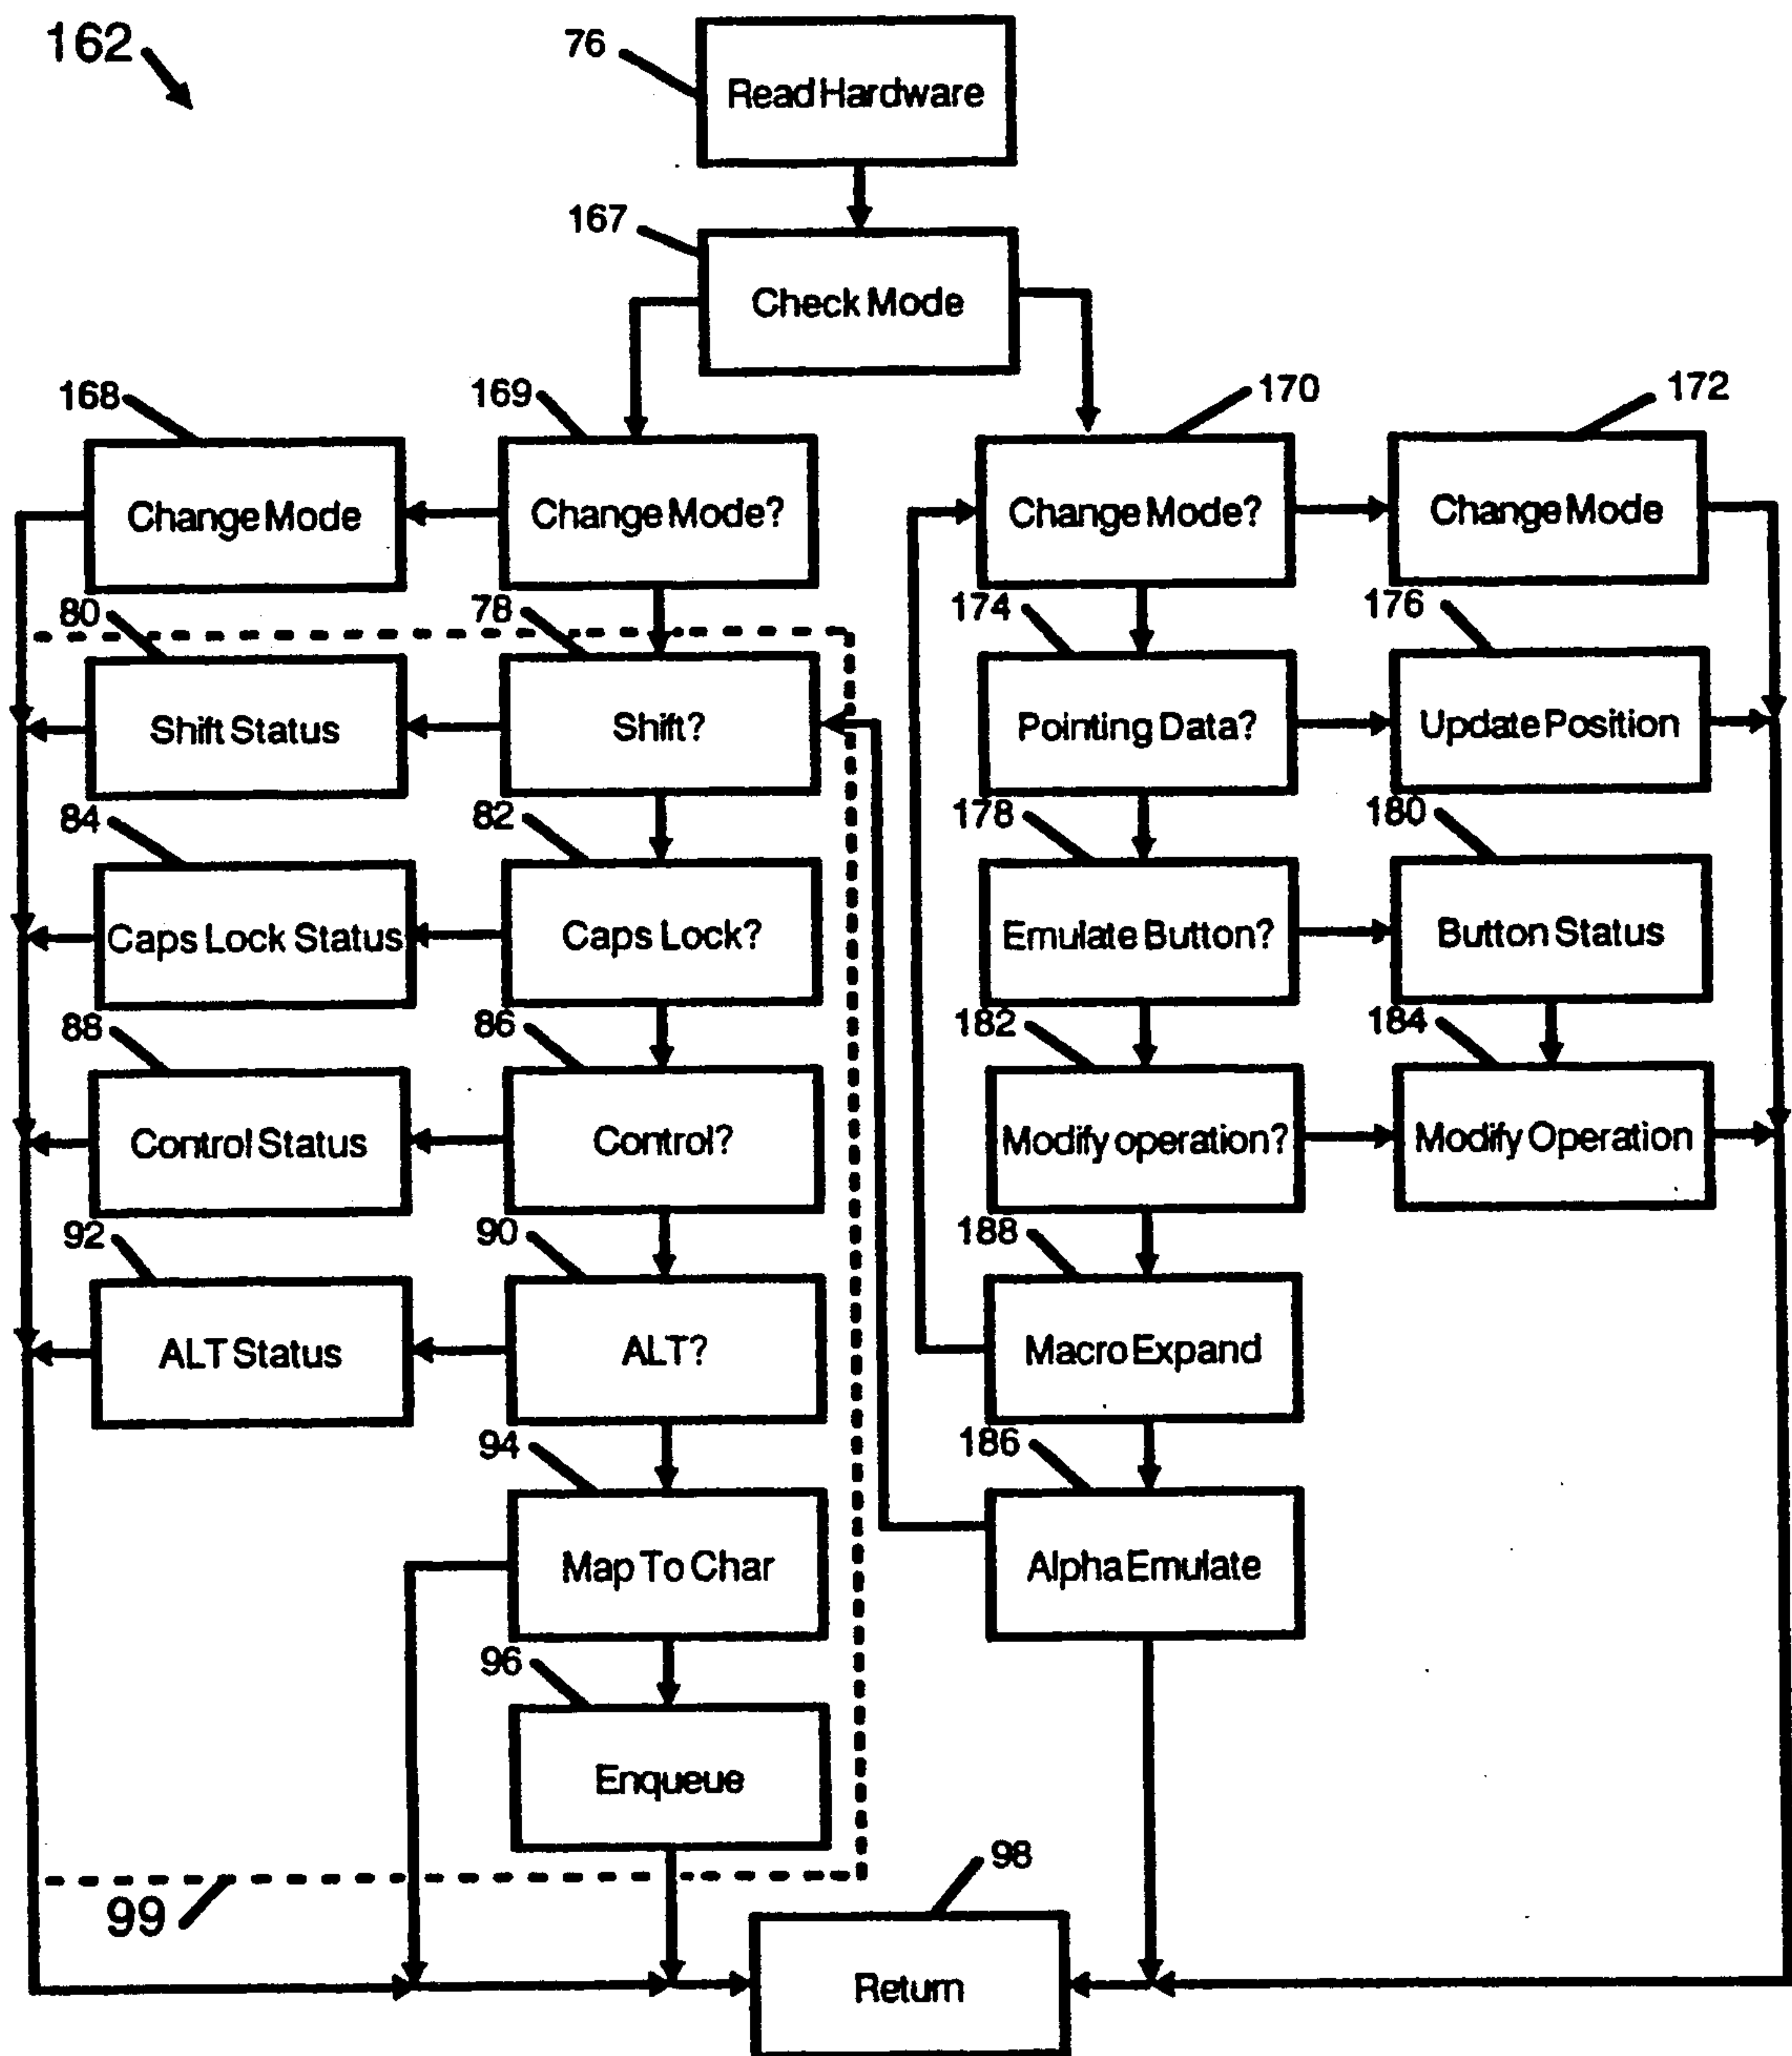 162
76
Read Hardware
167
Check Mode
168
169
170
172
Change Mode
Change Mode?
Change Mode?
Change Mode
80
78
174
176
Shift Status
Shift?
Pointing Data?
Update Position
84
82
178
180
Caps Lock Status
Caps Lock?
Emulate Button?
Button Status
88
86
182
184
Control Status
Control?
Modify operation?
Modify Operation
92
90
188
ALT Status
ALT?
Macro Expand
94
186
Map To Char
Alpha Emulate
96
Enqueue
99
98
Return